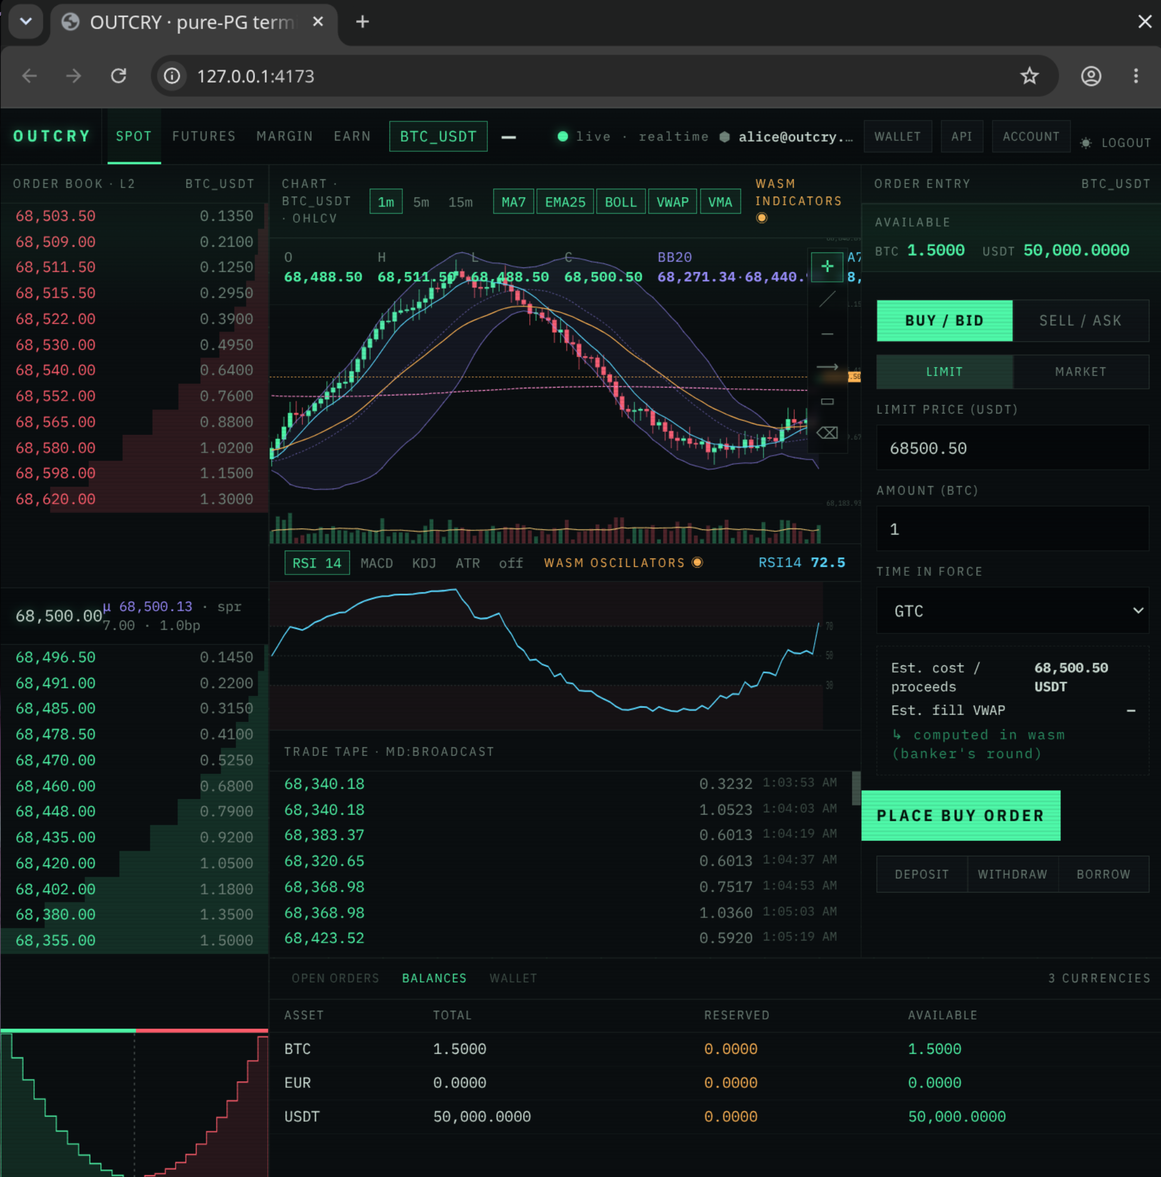 OUTCRY · pure-PG term
127.0.0.1:4173
OUTCRY
SPOT
FUTURES
MARGIN
EARN
BTC_USDT
—
live · realtime
alice@outcry.…
WALLET
API
ACCOUNT
LOGOUT
ORDER BOOK · L2 BTC_USDT
68,503.50 0.1350
68,509.00 0.2100
68,511.50 0.1250
68,515.50 0.2950
68,522.00 0.3900
68,530.00 0.4950
68,540.00 0.6400
68,552.00 0.7600
68,565.00 0.8800
68,580.00 1.0200
68,598.00 1.1500
68,620.00 1.3000
68,500.00
μ 68,500.13 · spr
7.00 · 1.0bp
68,496.50 0.1450
68,491.00 0.2200
68,485.00 0.3150
68,478.50 0.4100
68,470.00 0.5250
68,460.00 0.6800
68,448.00 0.7900
68,435.00 0.9200
68,420.00 1.0500
68,402.00 1.1800
68,380.00 1.3500
68,355.00 1.5000
CHART ·
BTC_USDT
· OHLCV
1m 5m 15m
MA7 EMA25 BOLL VWAP VMA
WASM
INDICATORS
O H L C BB20 A7
68,488.50 68,511.50 68,488.50 68,500.50 68,271.34·68,440. 8,
RSI 14 MACD KDJ ATR off WASM OSCILLATORS RSI14 72.5
70
50
30
TRADE TAPE · MD:BROADCAST
68,340.18 0.3232 1:03:53 AM
68,340.18 1.0523 1:04:03 AM
68,383.37 0.6013 1:04:19 AM
68,320.65 0.6013 1:04:37 AM
68,368.98 0.7517 1:04:53 AM
68,368.98 1.0360 1:05:03 AM
68,423.52 0.5920 1:05:19 AM
ORDER ENTRY BTC_USDT
AVAILABLE
BTC 1.5000 USDT 50,000.0000
BUY / BID SELL / ASK
LIMIT MARKET
LIMIT PRICE (USDT)
68500.50
AMOUNT (BTC)
1
TIME IN FORCE
GTC
Est. cost / 68,500.50
proceeds USDT
Est. fill VWAP —
↳ computed in wasm
(banker's round)
PLACE BUY ORDER
DEPOSIT WITHDRAW BORROW
OPEN ORDERS BALANCES WALLET 3 CURRENCIES
ASSET TOTAL RESERVED AVAILABLE
BTC 1.5000 0.0000 1.5000
EUR 0.0000 0.0000 0.0000
USDT 50,000.0000 0.0000 50,000.0000